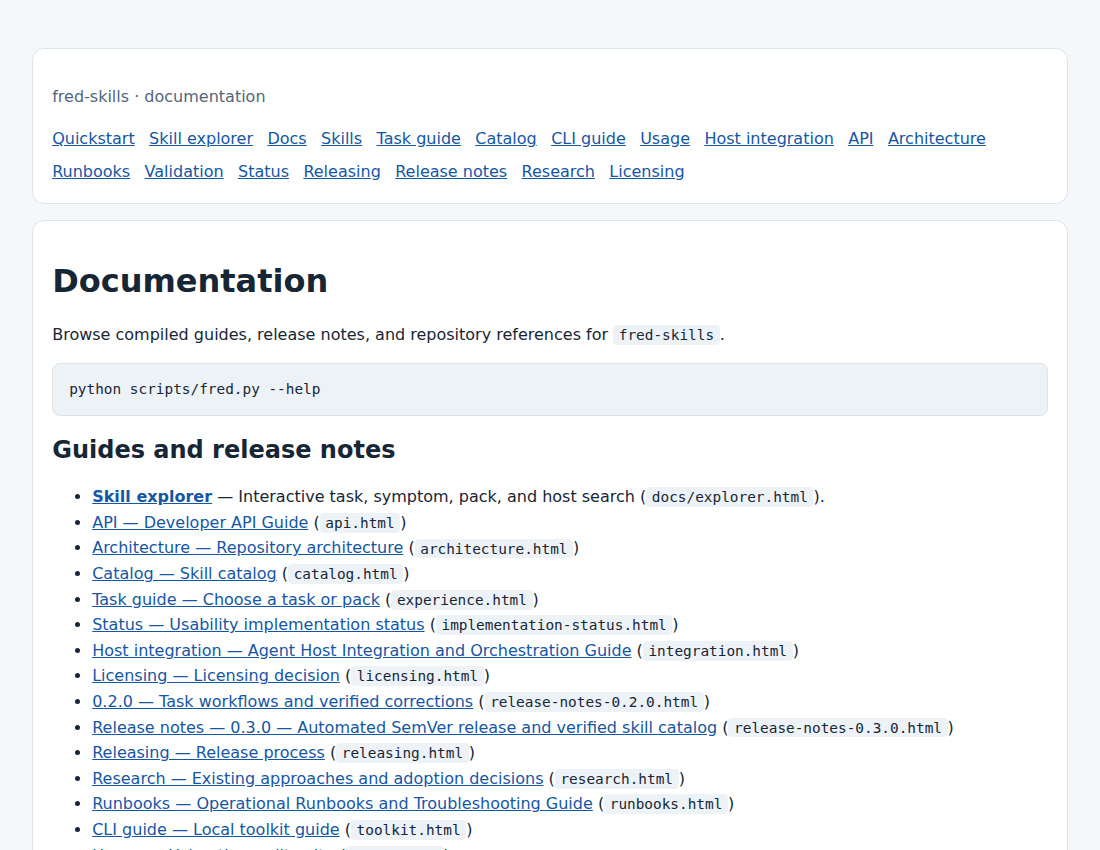 fred-skills · documentation
Quickstart Skill explorer Docs Skills Task guide Catalog CLI guide Usage Host integration API Architecture
Runbooks Validation Status Releasing Release notes Research Licensing
Documentation
Browse compiled guides, release notes, and repository references for fred-skills.
python scripts/fred.py --help
Guides and release notes
• Skill explorer — Interactive task, symptom, pack, and host search (docs/explorer.html).
• API — Developer API Guide (api.html)
• Architecture — Repository architecture (architecture.html)
• Catalog — Skill catalog (catalog.html)
• Task guide — Choose a task or pack (experience.html)
• Status — Usability implementation status (implementation-status.html)
• Host integration — Agent Host Integration and Orchestration Guide (integration.html)
• Licensing — Licensing decision (licensing.html)
• 0.2.0 — Task workflows and verified corrections (release-notes-0.2.0.html)
• Release notes — 0.3.0 — Automated SemVer release and verified skill catalog (release-notes-0.3.0.html)
• Releasing — Release process (releasing.html)
• Research — Existing approaches and adoption decisions (research.html)
• Runbooks — Operational Runbooks and Troubleshooting Guide (runbooks.html)
• CLI guide — Local toolkit guide (toolkit.html)